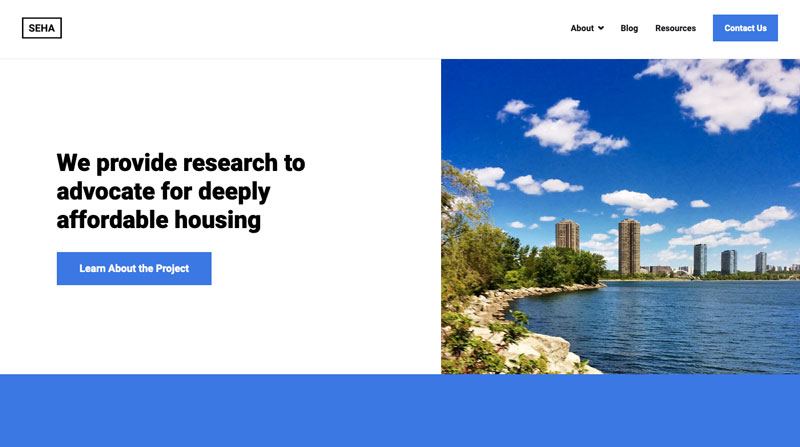 SEHA
About
Blog
Resources
Contact Us
We provide research to
advocate for deeply
affordable housing
Learn About the Project